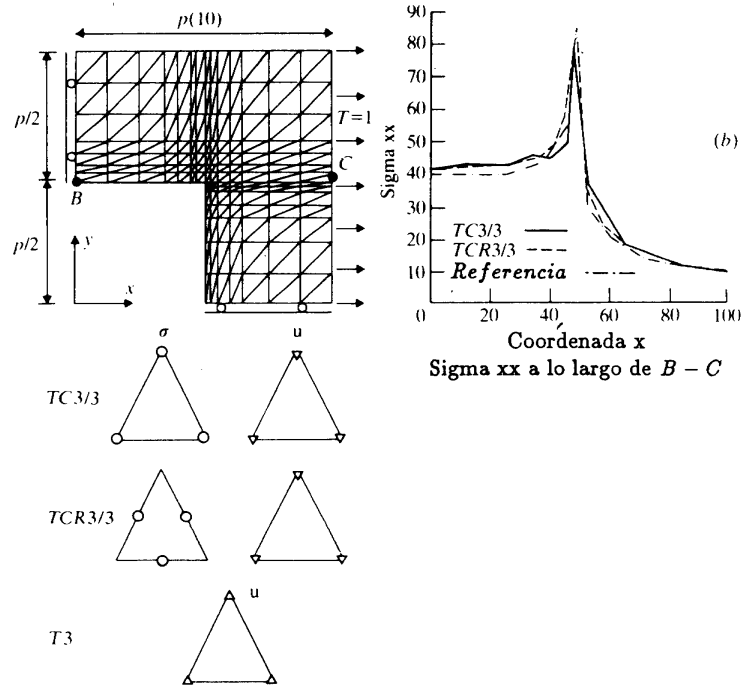 p(10)
p/2
T=1
C
B
p/2
y
x
Sigma xx
90
80
70
60
50
40
30
20
10
(b)
TC3/3
TCR3/3
Referencia
0 20 40 60 80 100
Coordenada x
Sigma xx a lo largo de B – C
σ u
TC3/3
TCR3/3
u
T3